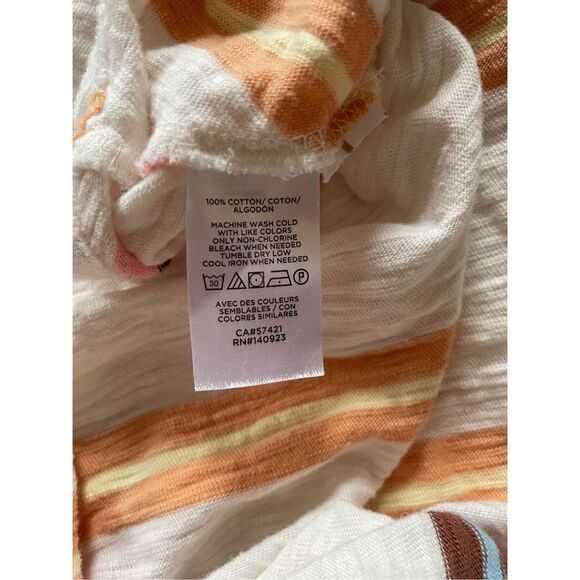 100% COTTON/ COTON/
ALGODÓN
MACHINE WASH COLD
WITH LIKE COLORS
ONLY NON-CHLORINE
BLEACH WHEN NEEDED
TUMBLE DRY LOW
COOL IRON WHEN NEEDED
30 P
AVEC DES COULEURS
SEMBLABLES / CON
COLORES SIMILARES
CA#57421
RN#140923